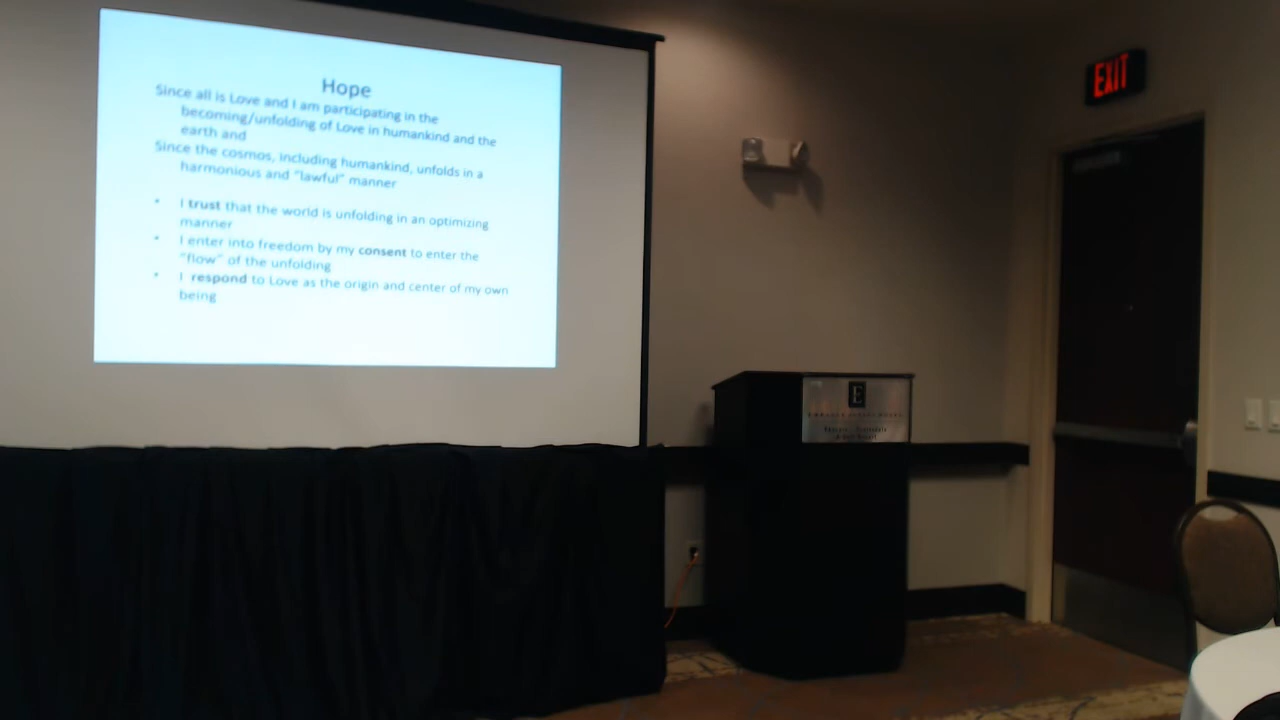 Hope
Since all is Love and I am participating in the
becoming/unfolding of Love in humankind and the
earth and
Since the cosmos, including humankind, unfolds in a
harmonious and "lawful" manner
• I trust that the world is unfolding in an optimizing
manner
• I enter into freedom by my consent to enter the
"flow" of the unfolding
• I respond to Love as the origin and center of my own
being
EXIT
E